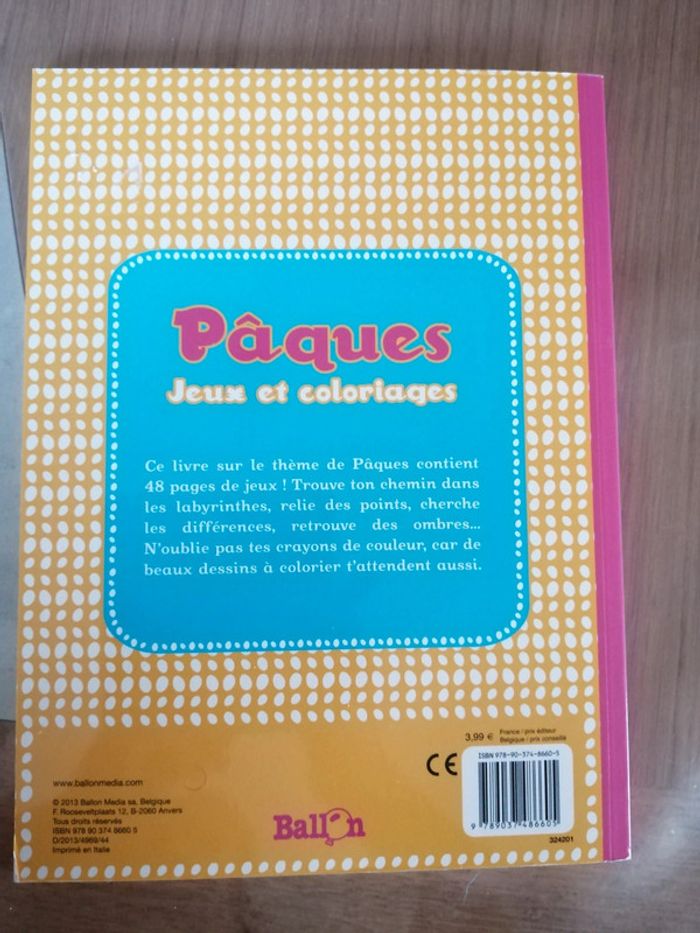 Pâques
Jeux et coloriages
Ce livre sur le thème de Pâques contient
48 pages de jeux ! Trouve ton chemin dans
les labyrinthes, relie des points, cherche
les différences, retrouve des ombres...
N'oublie pas tes crayons de couleur, car de
beaux dessins à colorier t'attendent aussi.
3,99 € France / prix éditeur
Belgique / prix conseillé
CE
ISBN 978-90-374-8660-5
9 789037 486605
324201
www.ballonmedia.com
© 2013 Ballon Media sa, Belgique
F. Rooseveltplaats 12, B-2060 Anvers
Tous droits réservés
ISBN 978 90 374 8660 5
D/2013/4969/44
Imprimé en Italie
Ballon